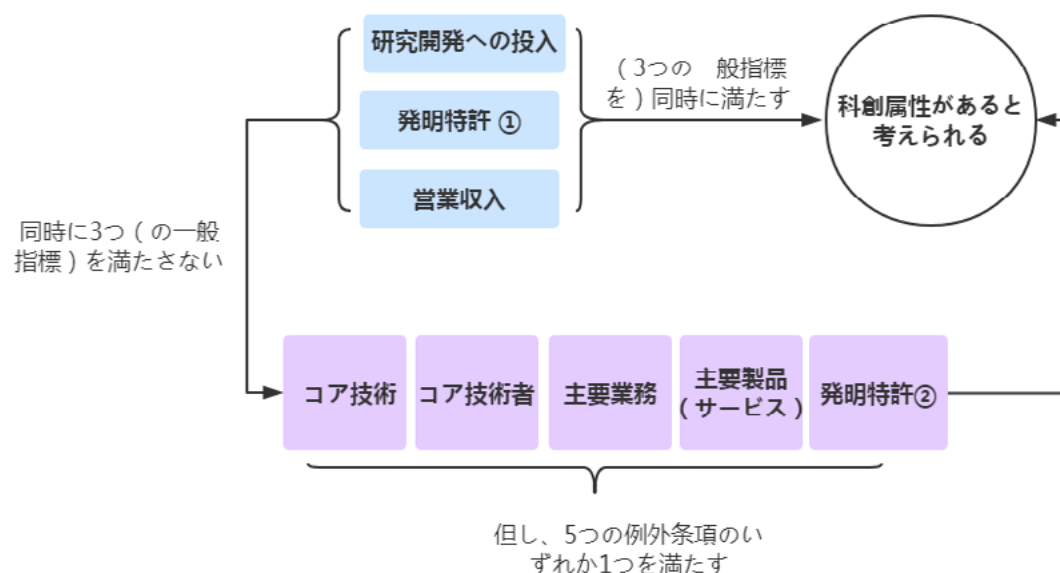 研究開発への投入
発明特許 ①
営業収入
(3つの 般指標
を)同時に満たす
科創属性があると
考えられる
同時に3つ(の一般
指標)を満たさない
コア技術
コア技術者
主要業務
主要製品
(サービス)
発明特許②
但し、5つの例外条項のい
ずれか1つを満たす